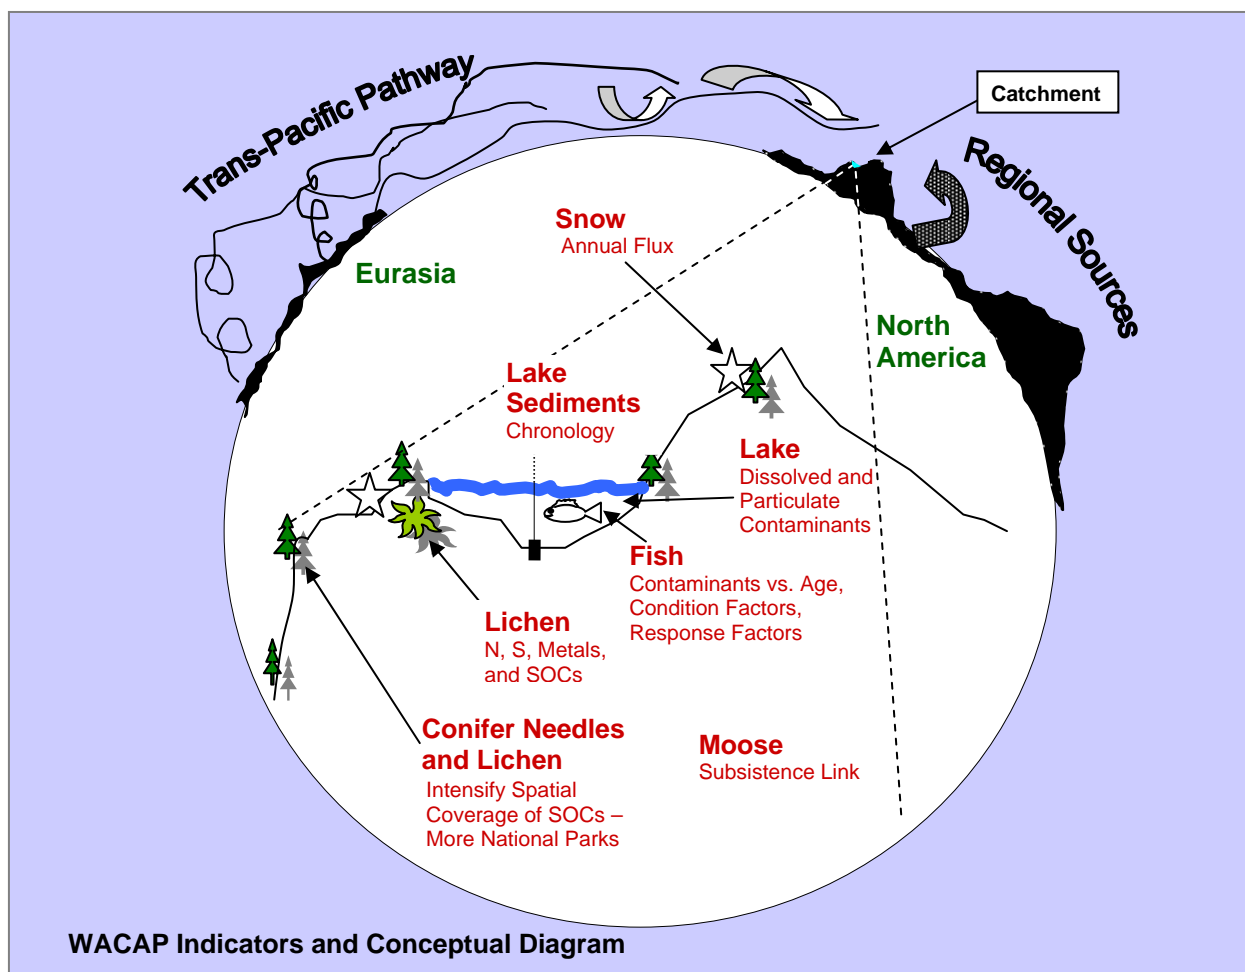 Trans-Pacific Pathway
Catchment
Regional Sources
Snow
Annual Flux
Eurasia
North
America
Lake
Sediments
Chronology
Lake
Dissolved and
Particulate
Contaminants
Fish
Contaminants vs. Age,
Condition Factors,
Response Factors
Lichen
N, S, Metals,
and SOCs
Conifer Needles
and Lichen
Intensify Spatial
Coverage of SOCs –
More National Parks
Moose
Subsistence Link
WACAP Indicators and Conceptual Diagram